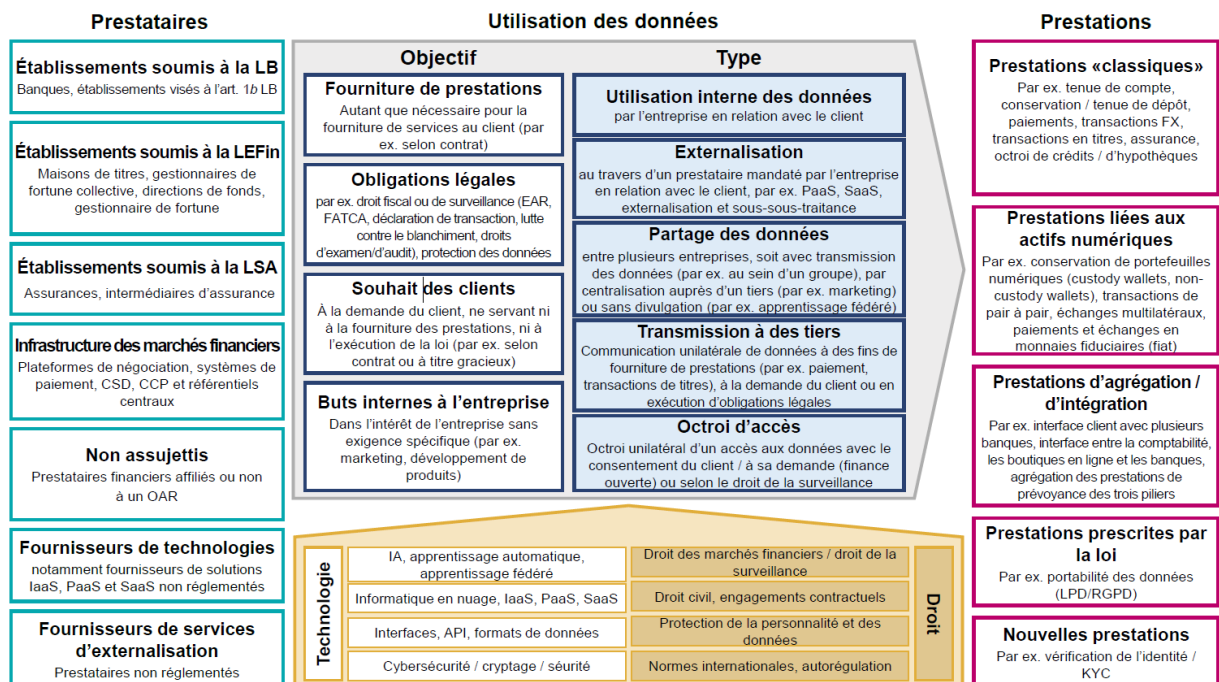 Prestataires
Établissements soumis à la LB
Banques, établissements visés à l'art. 1b LB
Établissements soumis à la LEFin
Maisons de titres, gestionnaires de
fortune collective, directions de fonds,
gestionnaire de fortune
Établissements soumis à la LSA
Assurances, intermédiaires d'assurance
Infrastructure des marchés financiers
Plateformes de négociation, systèmes de
paiement, CSD, CCP et référentiels
centraux
Non assujettis
Prestataires financiers affiliés ou non
à un OAR
Fournisseurs de technologies
notamment fournisseurs de solutions
IaaS, PaaS et SaaS non réglementés
Fournisseurs de services
d'externalisation
Prestataires non réglementés
Utilisation des données
Objectif
Fourniture de prestations
Autant que nécessaire pour la
fourniture de services au client (par
ex. selon contrat)
Obligations légales
par ex. droit fiscal ou de surveillance (EAR,
FATCA, déclaration de transaction, lutte
contre le blanchiment, droits
d'examen/d'audit), protection des données
Souhait des clients
À la demande du client, ne servant ni
à la fourniture des prestations, ni à
l'exécution de la loi (par ex. selon
contrat ou à titre gracieux)
Buts internes à l'entreprise
Dans l'intérêt de l'entreprise sans
exigence spécifique (par ex.
marketing, développement de
produits)
Type
Utilisation interne des données
par l'entreprise en relation avec le client
Externalisation
au travers d'un prestataire mandaté par l'entreprise
en relation avec le client, par ex. PaaS, SaaS,
externalisation et sous-sous-traitance
Partage des données
entre plusieurs entreprises, soit avec transmission
des données (par ex. au sein d'un groupe), par
centralisation auprès d'un tiers (par ex. marketing)
ou sans divulgation (par ex. apprentissage fédéré)
Transmission à des tiers
Communication unilatérale de données à des fins de
fourniture de prestations (par ex. paiement,
transactions de titres), à la demande du client ou en
exécution d'obligations légales
Octroi d'accès
Octroi unilatéral d'un accès aux données avec le
consentement du client / à sa demande (finance
ouverte) ou selon le droit de la surveillance
Technologie
IA, apprentissage automatique,
apprentissage fédéré
Informatique en nuage, IaaS, PaaS, SaaS
Interfaces, API, formats de données
Cybersécurité / cryptage / séurité
Droit des marchés financiers / droit de la
surveillance
Droit civil, engagements contractuels
Protection de la personnalité et des
données
Normes internationales, autorégulation
Droit
Prestations
Prestations «classiques»
Par ex. tenue de compte,
conservation / tenue de dépôt,
paiements, transactions FX,
transactions en titres, assurance,
octroi de crédits / d'hypothèques
Prestations liées aux
actifs numériques
Par ex. conservation de portefeuilles
numériques (custody wallets, non-
custody wallets), transactions de
pair à pair, échanges multilatéraux,
paiements et échanges en
monnaies fiduciaires (fiat)
Prestations d'agrégation /
d'intégration
Par ex. interface client avec plusieurs
banques, interface entre la comptabilité,
les boutiques en ligne et les banques,
agrégation des prestations de
prévoyance des trois piliers
Prestations prescrites par
la loi
Par ex. portabilité des données
(LPD/RGPD)
Nouvelles prestations
Par ex. vérification de l'identité /
KYC